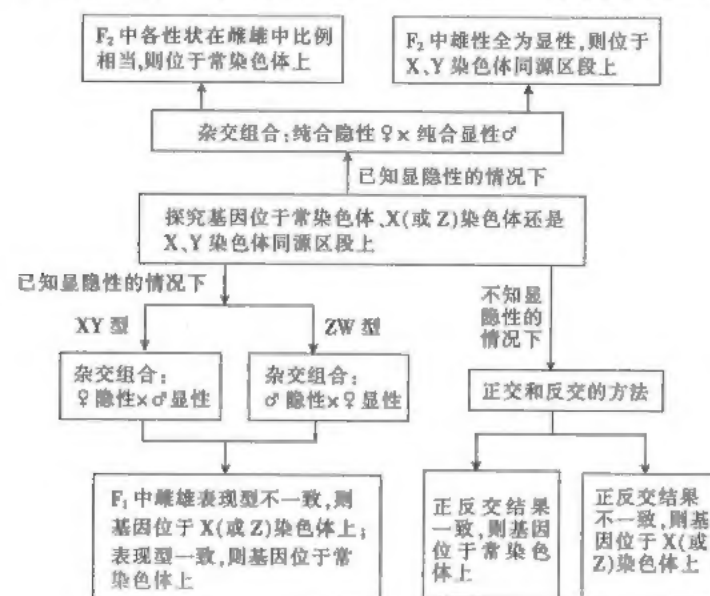 F₂中各性状在雌雄中比例
相当,则位于常染色体上
F₂中雄性全为显性,则位于
X、Y染色体同源区段上
杂交组合:纯合隐性♀×纯合显性♂
已知显隐性的情况下
探究基因位于常染色体、X(或Z)染色体还是
X、Y染色体同源区段上
已知显隐性的情况下
不知显
隐性的
情况下
XY型
ZW型
杂交组合:
♀隐性×♂显性
杂交组合:
♂隐性×♀显性
正交和反交的方法
F₁中雌雄表现型不一致,则
基因位于X(或Z)染色体上;
表现型一致,则基因位于常
染色体上
正反交结果
一致,则基因
位于常染色
体上
正反交结果
不一致,则基
因位于X(或
Z)染色体上